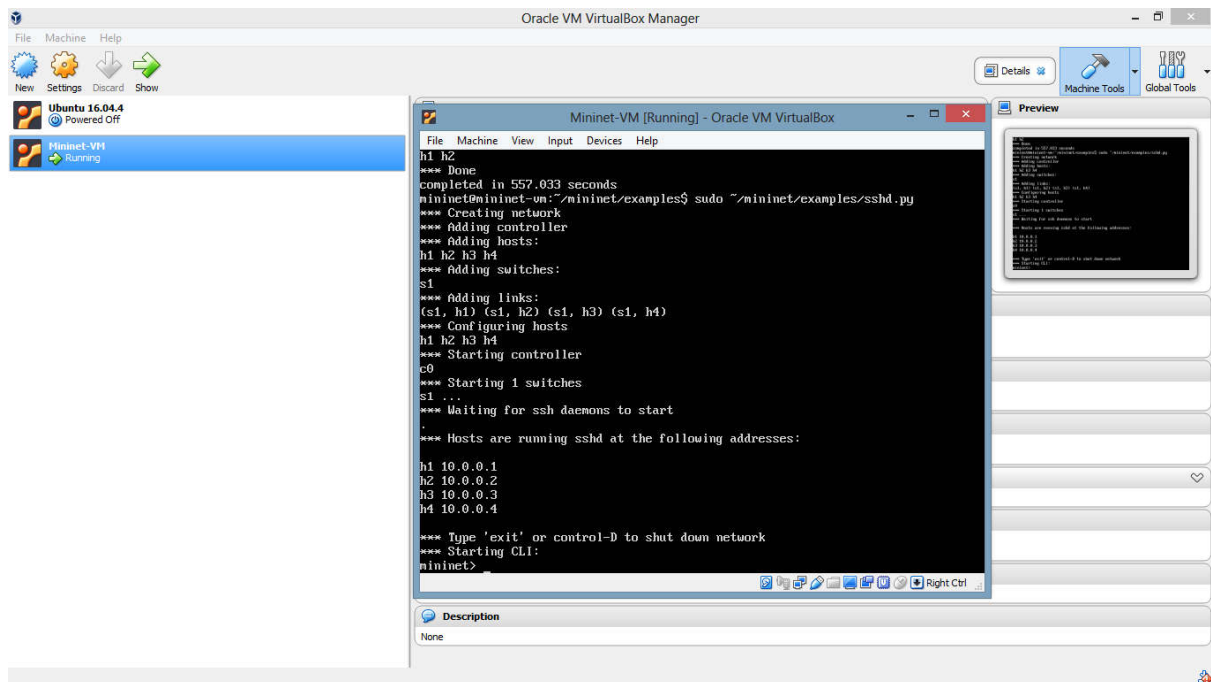 Oracle VM VirtualBox Manager
File Machine Help
New Settings Discard Show
Details
Machine Tools
Global Tools
Ubuntu 16.04.4
Powered Off
Mininet-VM
Running
Preview
Mininet-VM [Running] - Oracle VM VirtualBox
File Machine View Input Devices Help
h1 h2
*** Done
completed in 557.033 seconds
mininet@mininet-vm:~/mininet/examples$ sudo ~/mininet/examples/sshd.py
*** Creating network
*** Adding controller
*** Adding hosts:
h1 h2 h3 h4
*** Adding switches:
s1
*** Adding links:
(s1, h1) (s1, h2) (s1, h3) (s1, h4)
*** Configuring hosts
h1 h2 h3 h4
*** Starting controller
c0
*** Starting 1 switches
s1 ...
*** Waiting for ssh daemons to start
.
*** Hosts are running sshd at the following addresses:
h1 10.0.0.1
h2 10.0.0.2
h3 10.0.0.3
h4 10.0.0.4
*** Type 'exit' or control-D to shut down network
*** Starting CLI:
mininet> _
Right Ctrl
Description
None